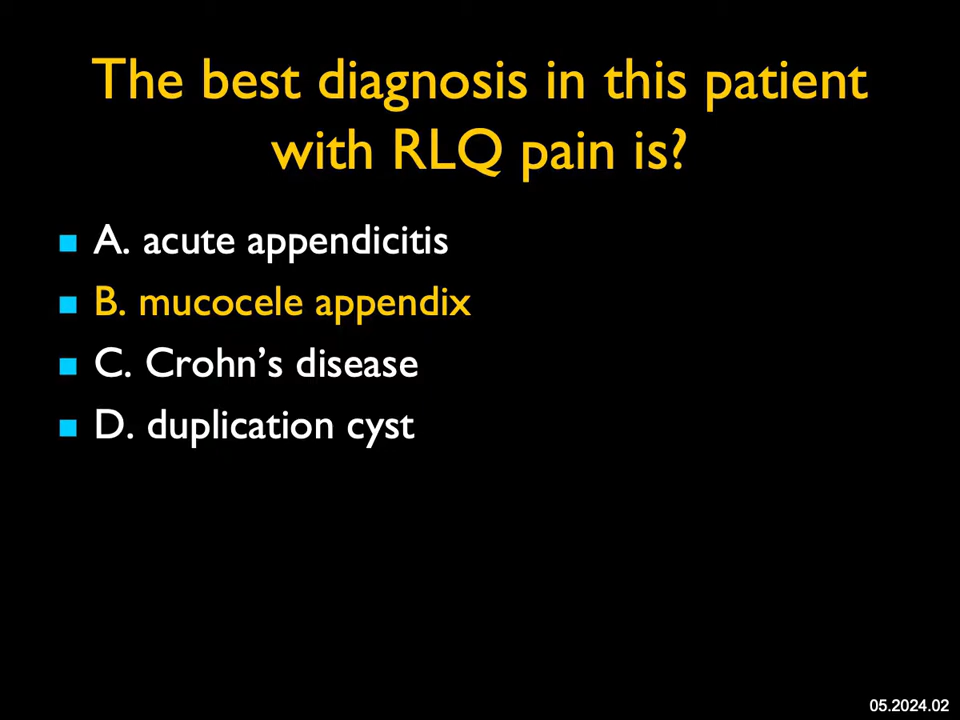 The best diagnosis in this patient
with RLQ pain is?
A. acute appendicitis
B. mucocele appendix
C. Crohn’s disease
D. duplication cyst
05.2024.02